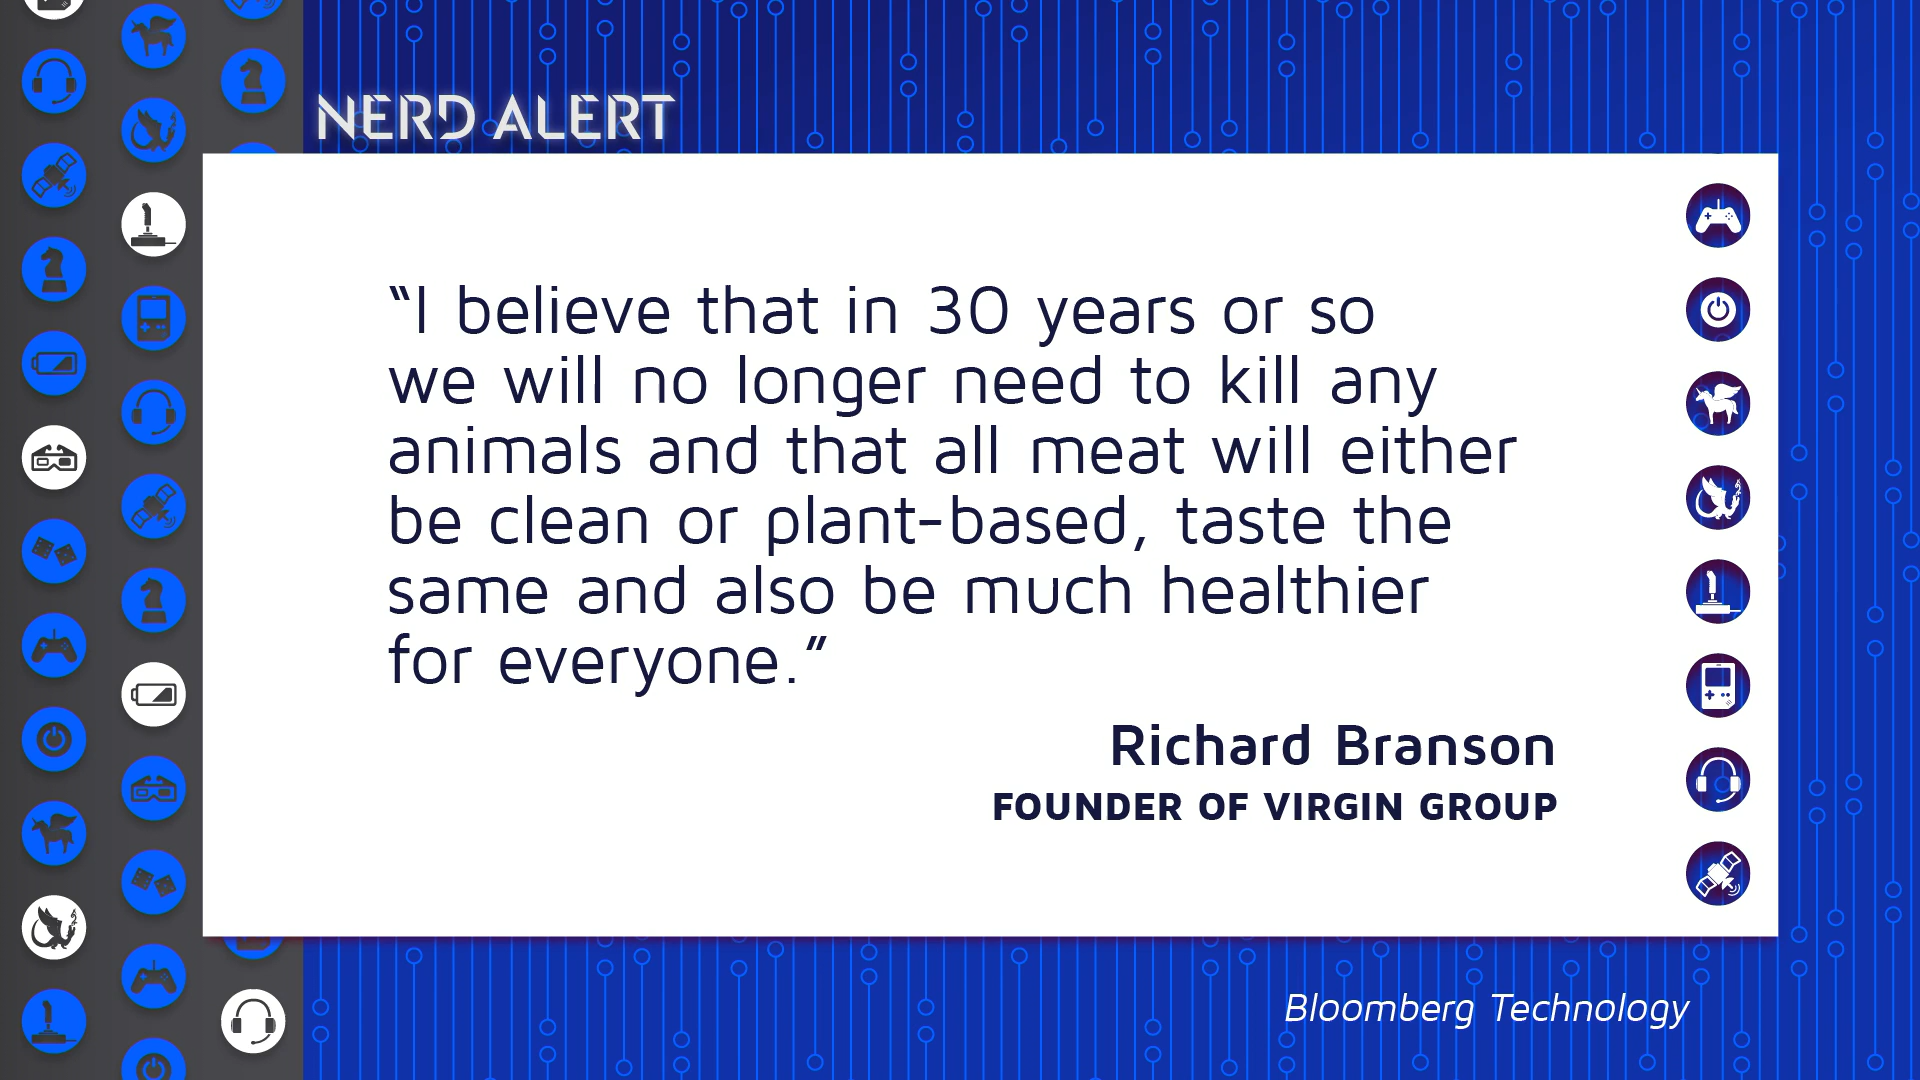 NERD ALERT
“I believe that in 30 years or so
we will no longer need to kill any
animals and that all meat will either
be clean or plant-based, taste the
same and also be much healthier
for everyone.”
Richard Branson
FOUNDER OF VIRGIN GROUP
Bloomberg Technology